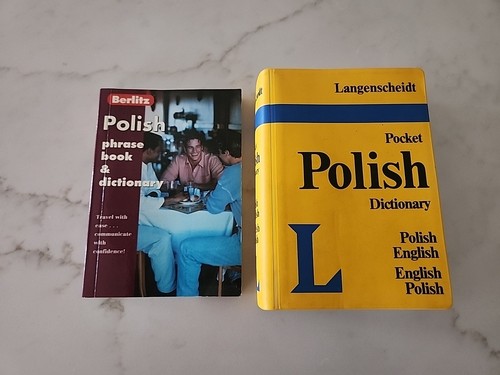 Berlitz
Polish
phrase
book
&
dictionary
Travel with
ease . . .
communicate
with
confidence!
Langenscheidt
Pocket
Polish
Dictionary
Polish
English
English
Polish
L